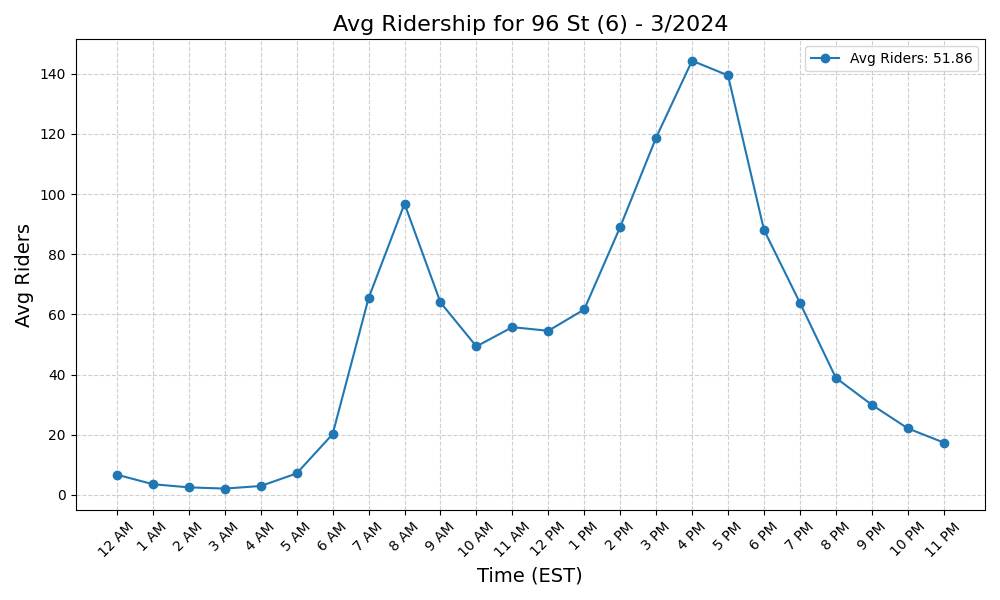 Avg Ridership for 96 St (6) - 3/2024
Avg Riders: 51.86
Avg Riders
140
120
100
80
60
40
20
0
12 AM
1 AM
2 AM
3 AM
4 AM
5 AM
6 AM
7 AM
8 AM
9 AM
10 AM
11 AM
12 PM
1 PM
2 PM
3 PM
4 PM
5 PM
6 PM
7 PM
8 PM
9 PM
10 PM
11 PM
Time (EST)